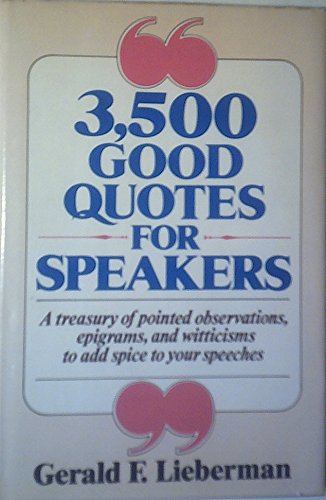 3,500
GOOD
QUOTES
FOR
SPEAKERS
A treasury of pointed observations,
epigrams, and witticisms
to add spice to your speeches
Gerald F. Lieberman